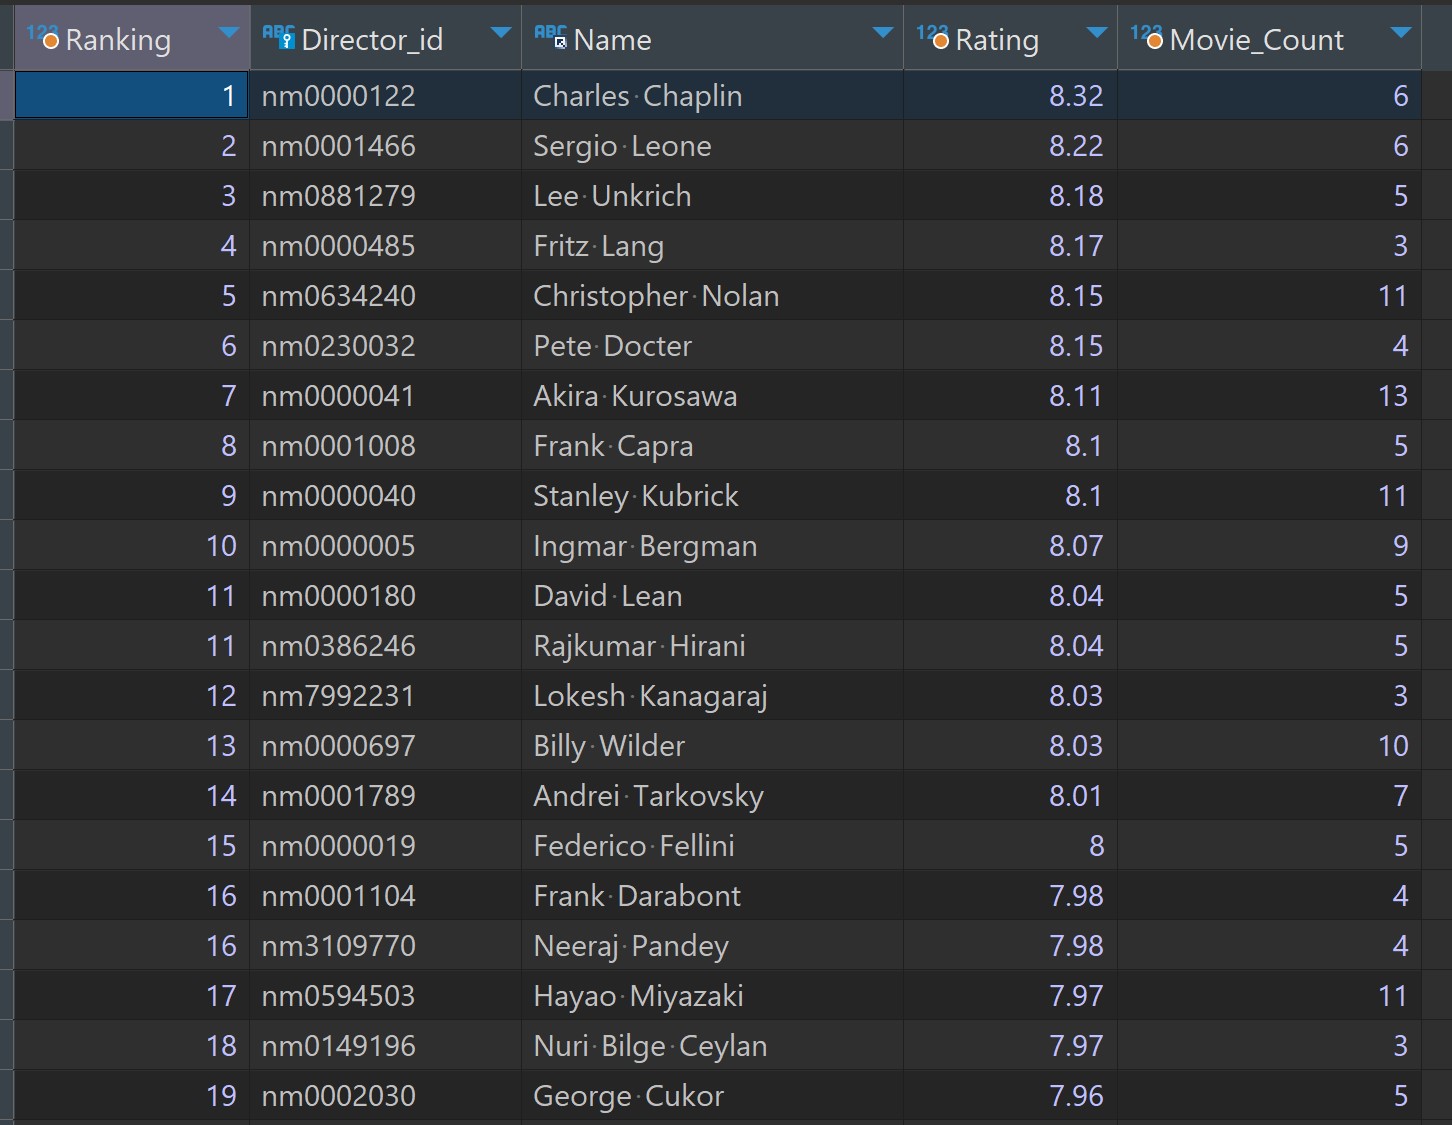 123 Ranking ABC Director_id ABC Name 123 Rating 123 Movie_Count
1 nm0000122 Charles·Chaplin 8.32 6
2 nm0001466 Sergio·Leone 8.22 6
3 nm0881279 Lee·Unkrich 8.18 5
4 nm0000485 Fritz·Lang 8.17 3
5 nm0634240 Christopher·Nolan 8.15 11
6 nm0230032 Pete·Docter 8.15 4
7 nm0000041 Akira·Kurosawa 8.11 13
8 nm0001008 Frank·Capra 8.1 5
9 nm0000040 Stanley·Kubrick 8.1 11
10 nm0000005 Ingmar·Bergman 8.07 9
11 nm0000180 David·Lean 8.04 5
11 nm0386246 Rajkumar·Hirani 8.04 5
12 nm7992231 Lokesh·Kanagaraj 8.03 3
13 nm0000697 Billy·Wilder 8.03 10
14 nm0001789 Andrei·Tarkovsky 8.01 7
15 nm0000019 Federico·Fellini 8 5
16 nm0001104 Frank·Darabont 7.98 4
16 nm3109770 Neeraj·Pandey 7.98 4
17 nm0594503 Hayao·Miyazaki 7.97 11
18 nm0149196 Nuri·Bilge·Ceylan 7.97 3
19 nm0002030 George·Cukor 7.96 5